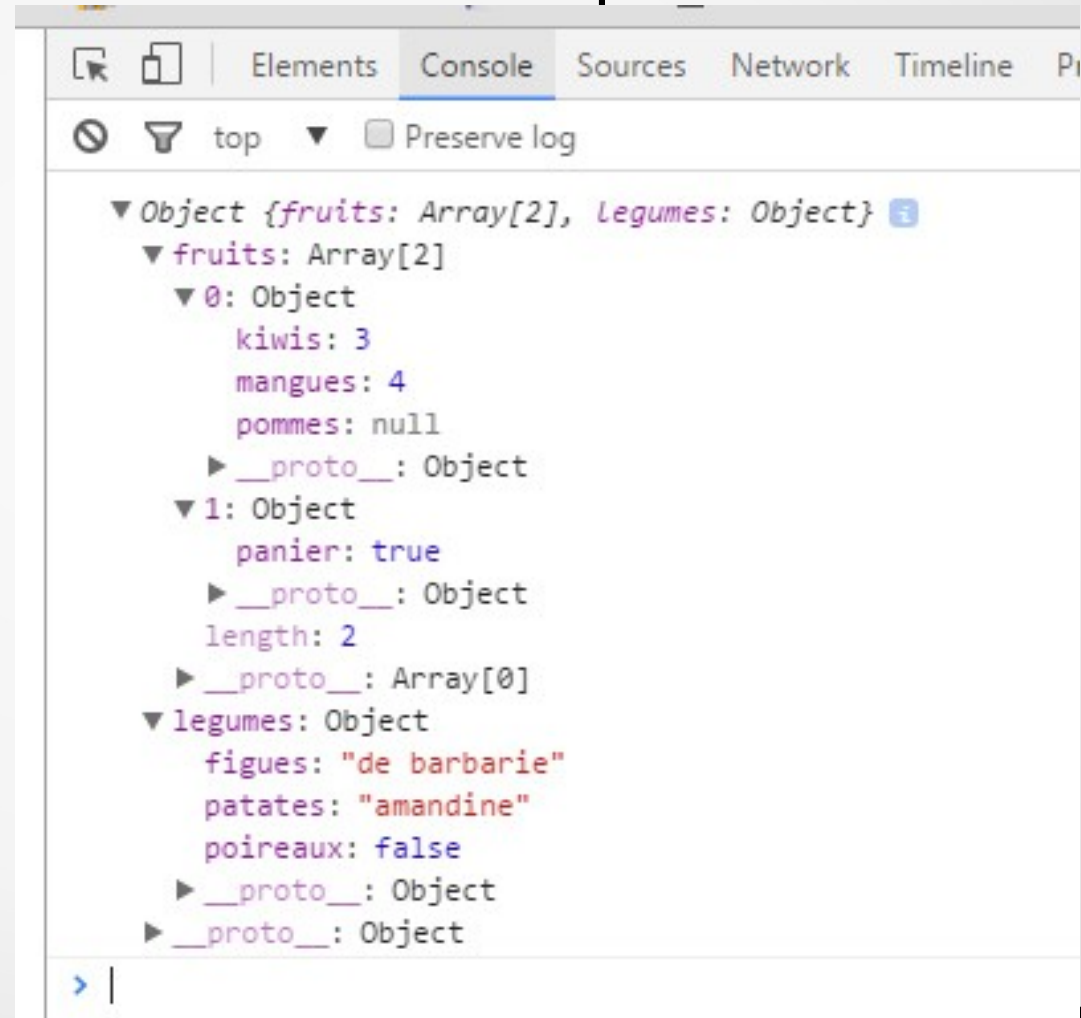 Elements Console Sources Network Timeline
top Preserve log
Object {fruits: Array[2], legumes: Object}
fruits: Array[2]
0: Object
kiwis: 3
mangues: 4
pommes: null
__proto__: Object
1: Object
panier: true
__proto__: Object
length: 2
__proto__: Array[0]
legumes: Object
figues: "de barbarie"
patates: "amandine"
poireaux: false
__proto__: Object
__proto__: Object
>